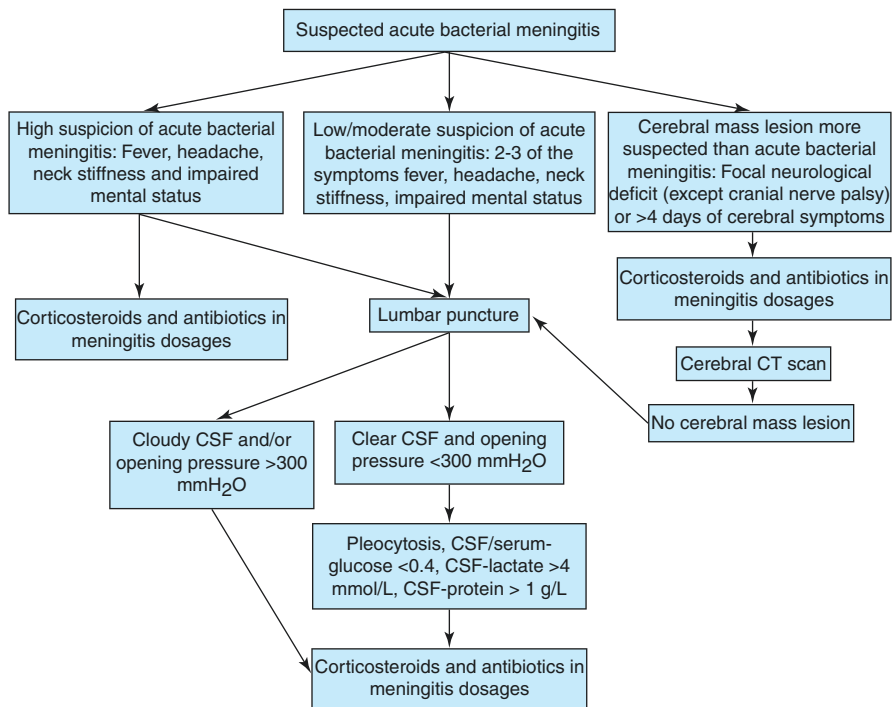 Suspected acute bacterial meningitis
High suspicion of acute bacterial
meningitis: Fever, headache,
neck stiffness and impaired
mental status
Low/moderate suspicion of acute
bacterial meningitis: 2-3 of the
symptoms fever, headache, neck
stiffness, impaired mental status
Cerebral mass lesion more
suspected than acute bacterial
meningitis: Focal neurological
deficit (except cranial nerve palsy)
or >4 days of cerebral symptoms
Corticosteroids and antibiotics in
meningitis dosages
Lumbar puncture
Corticosteroids and antibiotics in
meningitis dosages
Cerebral CT scan
No cerebral mass lesion
Cloudy CSF and/or
opening pressure >300
mmH2O
Clear CSF and opening
pressure <300 mmH2O
Pleocytosis, CSF/serum-
glucose <0.4, CSF-lactate >4
mmol/L, CSF-protein > 1 g/L
Corticosteroids and antibiotics in
meningitis dosages